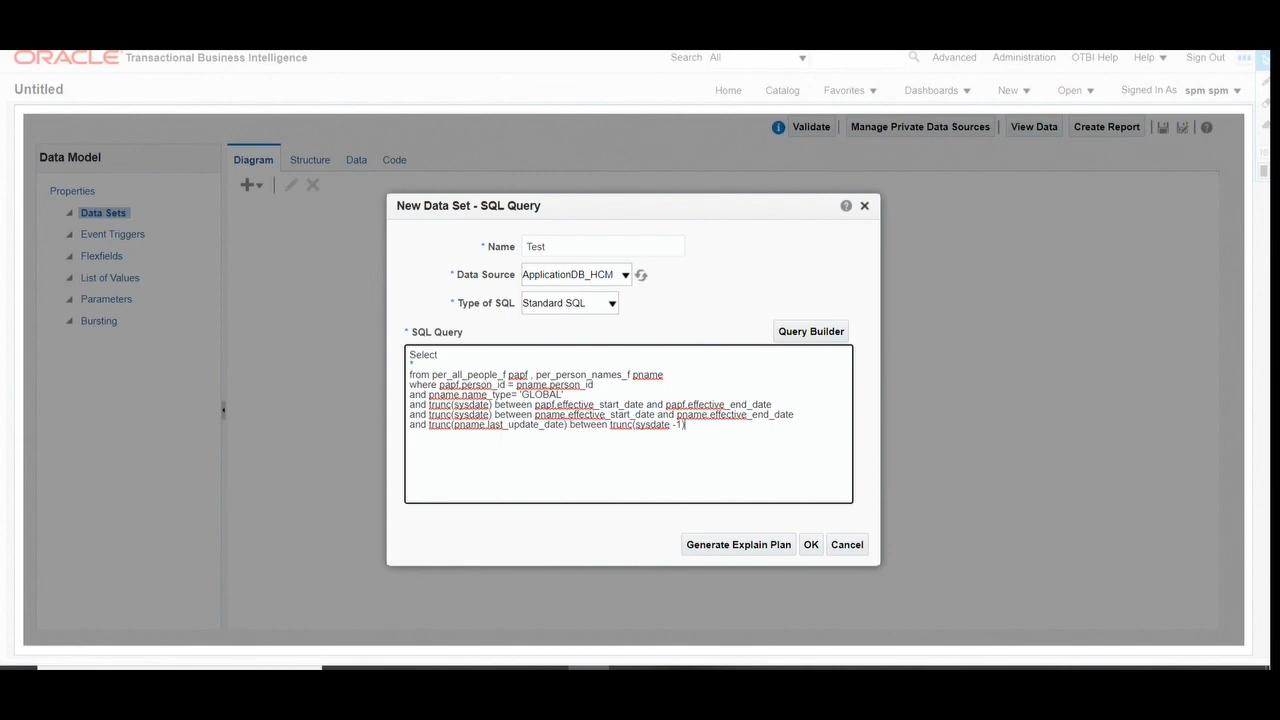 ORACLE Transactional Business Intelligence Search All Advanced Administration OTBI Help Help Sign Out
Untitled Home Catalog Favorites Dashboards New Open Signed In As spm spm
Validate Manage Private Data Sources View Data Create Report
Data Model
Diagram Structure Data Code
Properties
Data Sets
Event Triggers
Flexfields
List of Values
Parameters
Bursting
New Data Set - SQL Query
* Name Test
* Data Source ApplicationDB_HCM
* Type of SQL Standard SQL
* SQL Query Query Builder
Select
*
from per_all_people_f papf , per_person_names_f pname
where papf.person_id = pname.person_id
and pname.name_type= 'GLOBAL'
and trunc(sysdate) between papf.effective_start_date and papf.effective_end_date
and trunc(sysdate) between pname.effective_start_date and pname.effective_end_date
and trunc(pname.last_update_date) between trunc(sysdate -1)
Generate Explain Plan OK Cancel